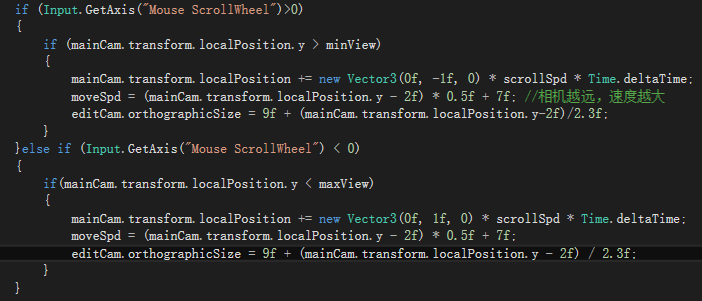 if (Input.GetAxis("Mouse ScrollWheel")>0)
{
    if (mainCam.transform.localPosition.y > minView)
    {
        mainCam.transform.localPosition += new Vector3(0f, -1f, 0) * scrollSpd * Time.deltaTime;
        moveSpd = (mainCam.transform.localPosition.y - 2f) * 0.5f + 7f; //相机越远，速度越大
        editCam.orthographicSize = 9f + (mainCam.transform.localPosition.y-2f)/2.3f;
    }
}else if (Input.GetAxis("Mouse ScrollWheel") < 0)
{
    if(mainCam.transform.localPosition.y < maxView)
    {
        mainCam.transform.localPosition += new Vector3(0f, 1f, 0) * scrollSpd * Time.deltaTime;
        moveSpd = (mainCam.transform.localPosition.y - 2f) * 0.5f + 7f;
        editCam.orthographicSize = 9f + (mainCam.transform.localPosition.y - 2f) / 2.3f;
    }
}